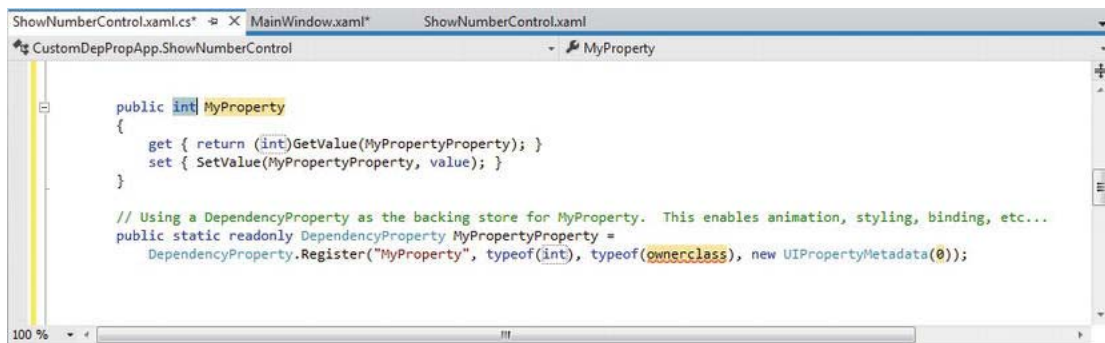 ShowNumberControl.xaml.cs* MainWindow.xaml* ShowNumberControl.xaml
CustomDepPropApp.ShowNumberControl MyProperty
public int MyProperty
{
get { return (int)GetValue(MyPropertyProperty); }
set { SetValue(MyPropertyProperty, value); }
}
// Using a DependencyProperty as the backing store for MyProperty.  This enables animation, styling, binding, etc...
public static readonly DependencyProperty MyPropertyProperty =
DependencyProperty.Register("MyProperty", typeof(int), typeof(ownerclass), new UIPropertyMetadata(0));
100 %